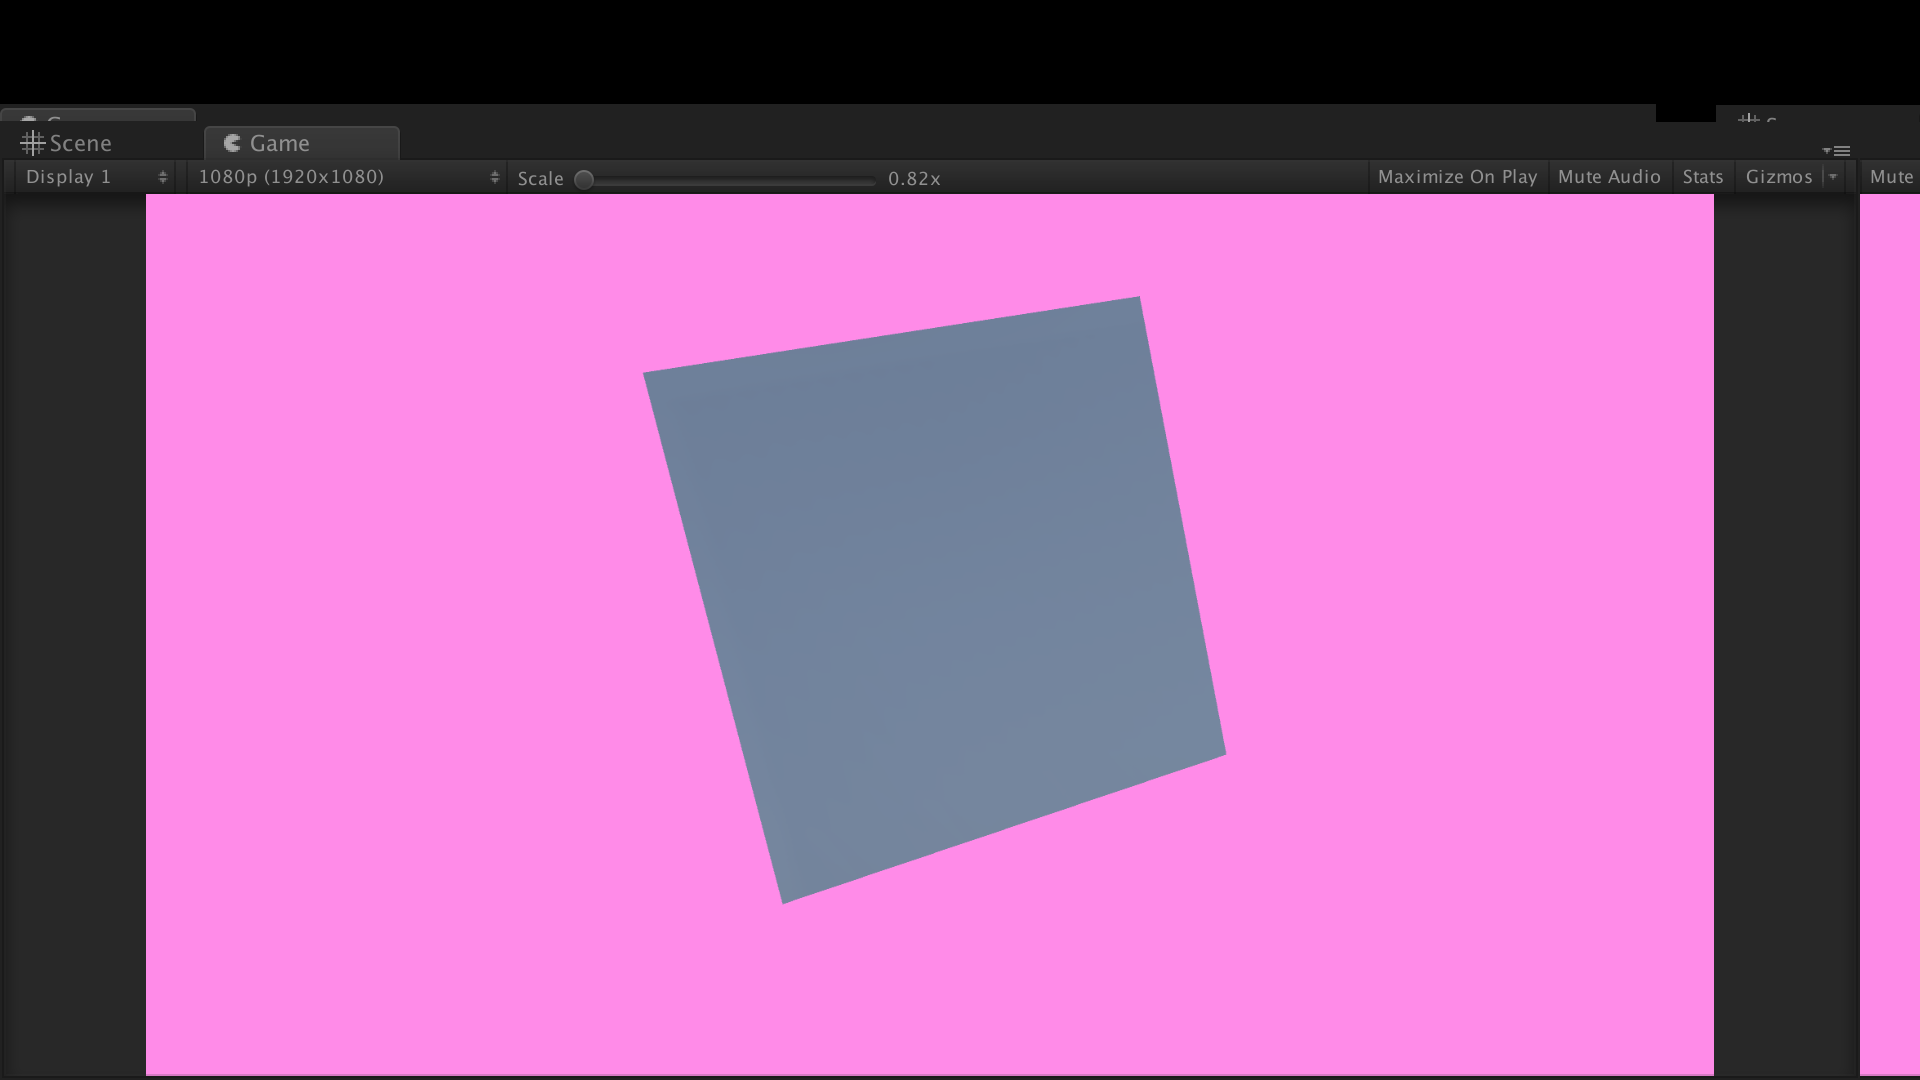 Scene
Game
Display 1
1080p (1920x1080)
Scale
0.82x
Maximize On Play
Mute Audio
Stats
Gizmos
Mute